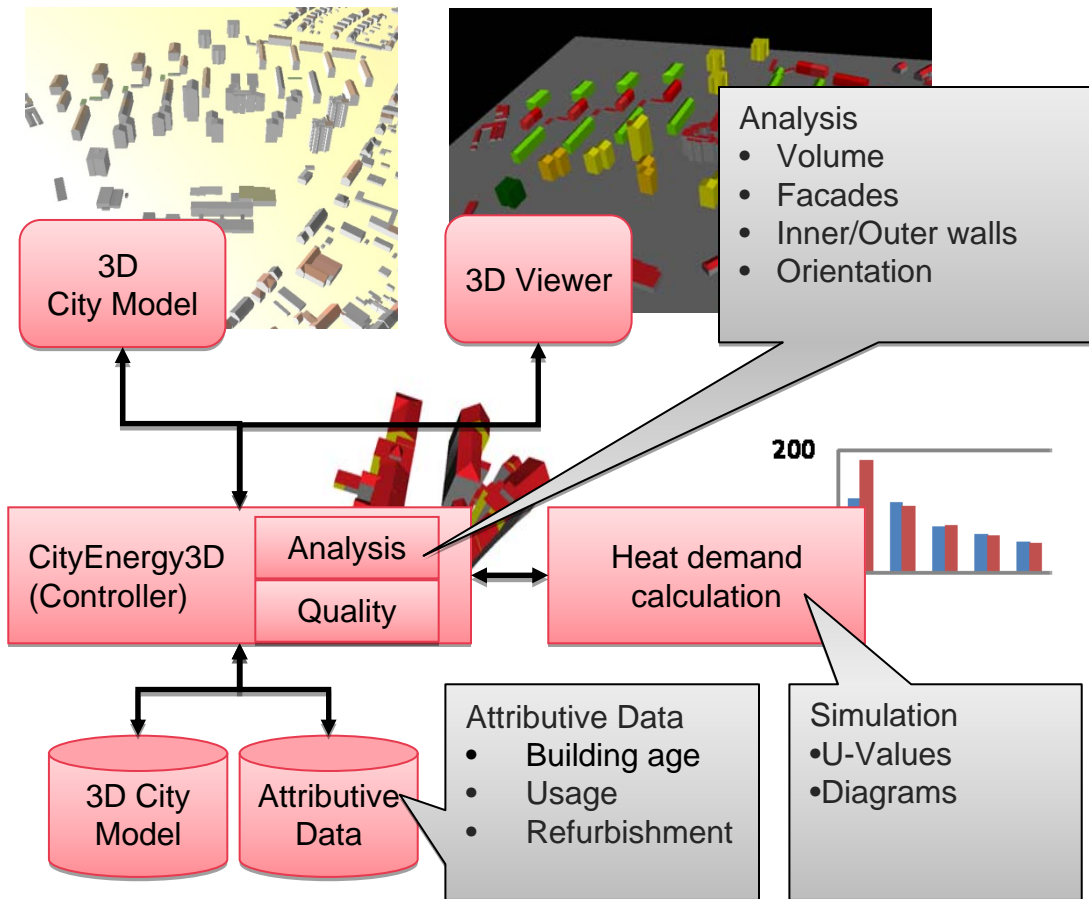 3D
City Model
3D Viewer
Analysis
• Volume
• Facades
• Inner/Outer walls
• Orientation
200
CityEnergy3D
(Controller)
Analysis
Quality
Heat demand
calculation
3D City
Model
Attributive
Data
Attributive Data
• Building age
• Usage
• Refurbishment
Simulation
•U-Values
•Diagrams